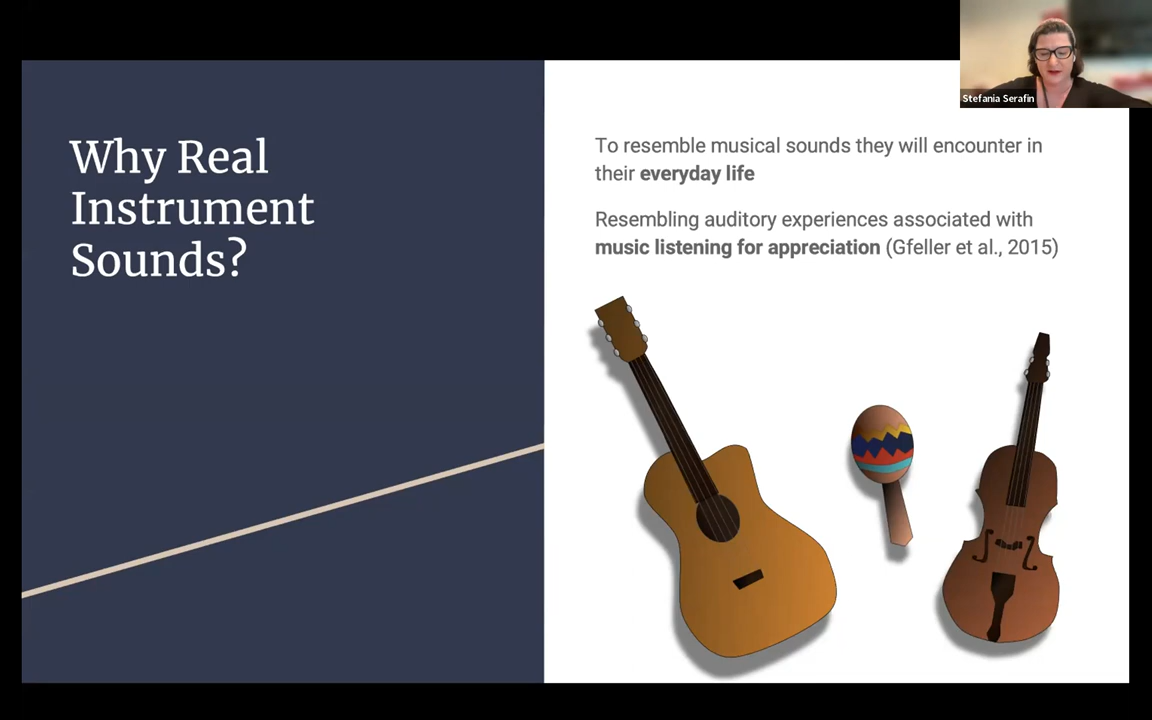 Why Real
Instrument
Sounds?
To resemble musical sounds they will encounter in
their everyday life
Resembling auditory experiences associated with
music listening for appreciation (Gfeller et al., 2015)
Stefania Serafin